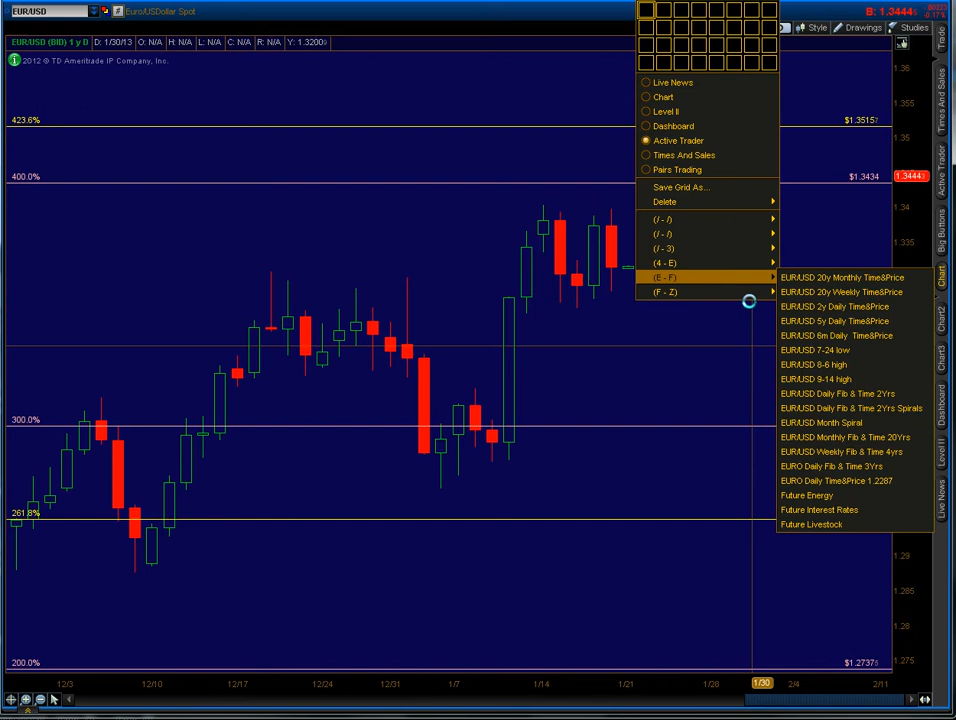 EUR/USD
#
Euro/USDollar Spot
B: 1.3444⁵
.00223
-0.17%
Style
Drawings
Studies
EUR/USD (BID) 1 y D
D: 1/30/13
O: N/A
H: N/A
L: N/A
C: N/A
R: N/A
Y: 1.3200⁹
2012 © TD Ameritrade IP Company, Inc.
423.6%
$1.3515⁷
400.0%
$1.3434
300.0%
261.8%
200.0%
$1.2737⁵
1.36
1.355
1.35
1.3444³
1.34
1.335
1.29
1.285
1.28
1.275
12/3
12/10
12/17
12/24
12/31
1/7
1/14
1/21
1/28
1/30
2/4
2/11
Live News
Chart
Level II
Dashboard
Active Trader
Times And Sales
Pairs Trading
Save Grid As...
Delete
(/ - /)
(/ - /)
(/ - 3)
(4 - E)
(E - F)
(F - Z)
EUR/USD 20y Monthly Time&Price
EUR/USD 20y Weekly Time&Price
EUR/USD 2y Daily Time&Price
EUR/USD 5y Daily Time&Price
EUR/USD 6m Daily Time&Price
EUR/USD 7-24 low
EUR/USD 8-6 high
EUR/USD 9-14 high
EUR/USD Daily Fib & Time 2Yrs
EUR/USD Daily Fib & Time 2Yrs Spirals
EUR/USD Month Spiral
EUR/USD Monthly Fib & Time 20Yrs
EUR/USD Weekly Fib & Time 4yrs
EURO Daily Fib & Time 3Yrs
EURO Daily Time&Price 1.2287
Future Energy
Future Interest Rates
Future Livestock
Trade
Times And Sales
Active Trader
Big Buttons
Chart
Chart2
Chart3
Dashboard
Level II
Live News